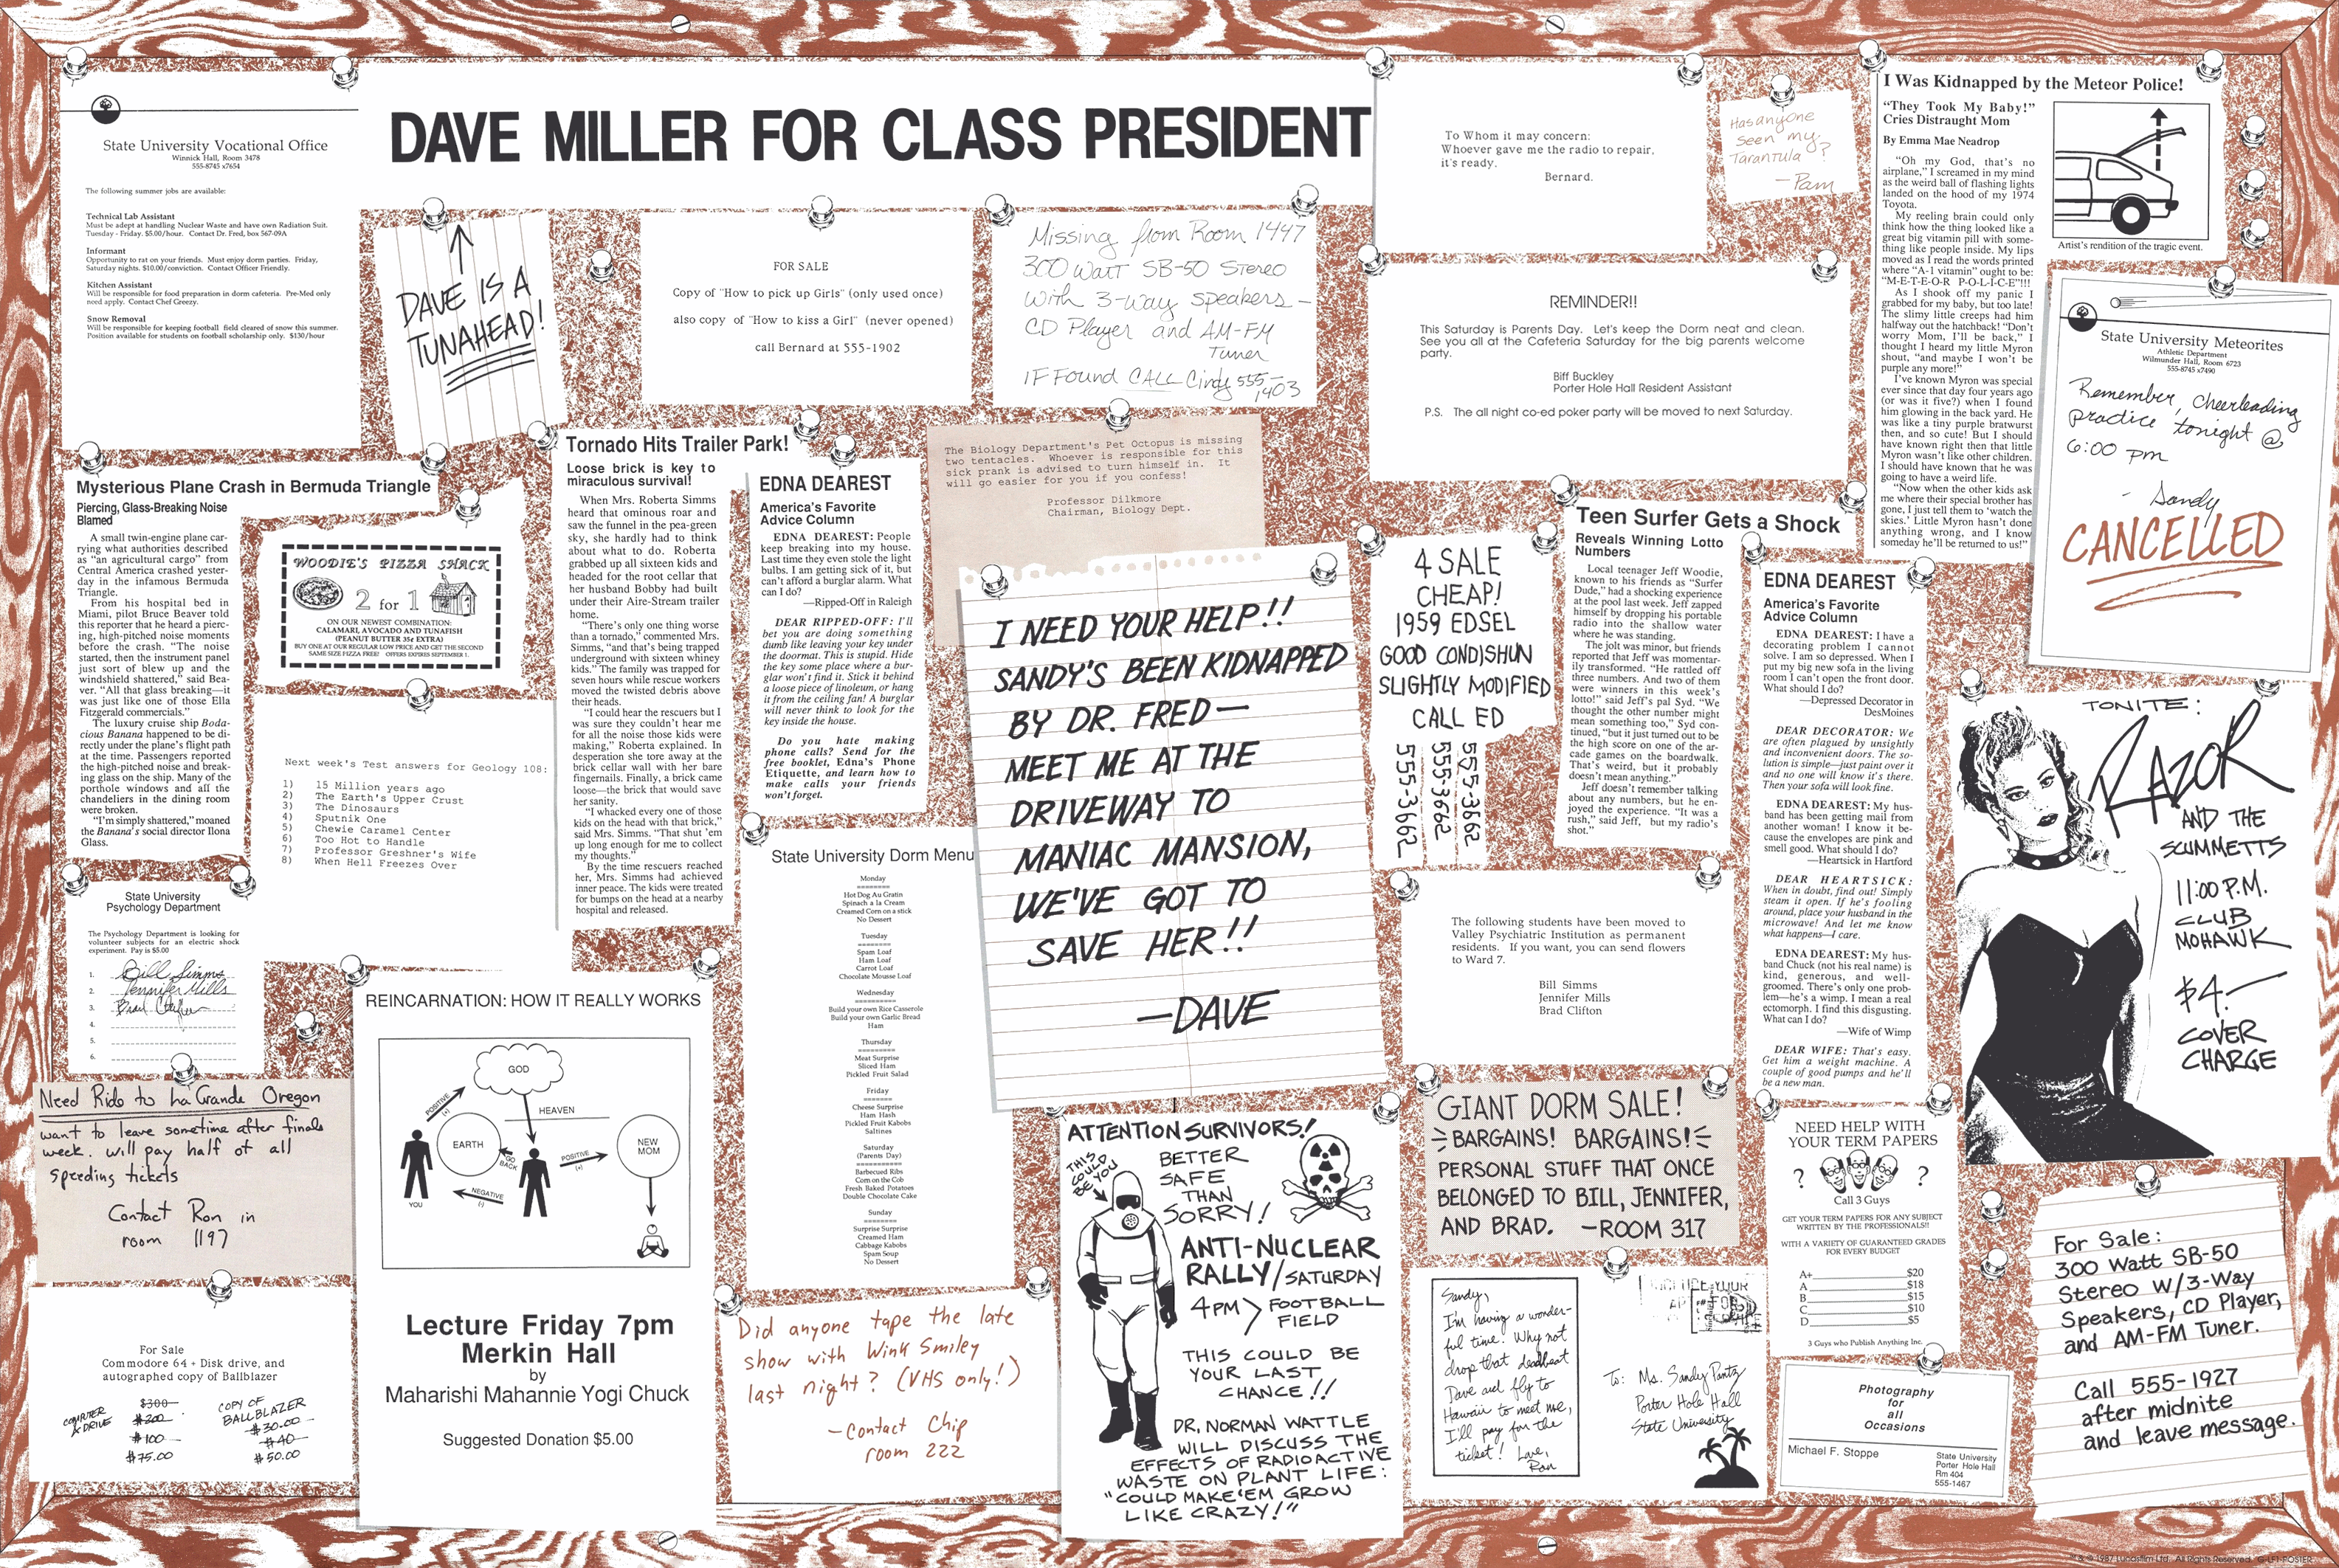 State University Vocational Office
Winnick Hall, Room 3478
555-8745 x7654
The following summer jobs are available:
Technical Lab Assistant
Must be adept at handling Nuclear Waste and have own Radiation Suit.
Tuesday - Friday. $5.00/hour. Contact Dr. Fred, box 567-09A
Informant
Opportunity to rat on your friends. Must enjoy dorm parties. Friday,
Saturday nights. $10.00/conviction. Contact Officer Friendly.
Kitchen Assistant
Will be responsible for food preparation in dorm cafeteria. Pre-Med only
need apply. Contact Chef Greezy.
Snow Removal
Will be responsible for keeping football field cleared of snow this summer.
Position available for students on football scholarship only. $130/hour
DAVE MILLER FOR CLASS PRESIDENT
DAVE IS A
TUNAHEAD!
FOR SALE
Copy of "How to pick up Girls" (only used once)
also copy of "How to kiss a Girl" (never opened)
call Bernard at 555-1902
Missing from Room 1447
300 watt SB-50 Stereo
with 3-way speakers -
CD Player and AM-FM
Tuner
IF Found CALL Cindy 555-
1403
To Whom it may concern:
Whoever gave me the radio to repair,
it's ready.
Bernard.
Has anyone
seen my
Tarantula?
- Pam
I Was Kidnapped by the Meteor Police!
"They Took My Baby!"
Cries Distraught Mom
By Emma Mae Neadrop
"Oh my God, that's no
airplane," I screamed in my mind
as the weird ball of flashing lights
landed on the hood of my 1974
Toyota.
My reeling brain could only
think how the thing looked like a
great big vitamin pill with some-
thing like people inside. My lips
moved as I read the words printed
where "A-1 vitamin" ought to be:
"M-E-T-E-O-R P-O-L-I-C-E"!!!
As I shook off my panic I
grabbed for my baby, but too late!
The slimy little creeps had him
halfway out the hatchback! "Don't
worry Mom, I'll be back," I
thought I heard my little Myron
shout, "and maybe I won't be
purple any more!"
I've known Myron was special
ever since that day four years ago
(or was it five?) when I found
him glowing in the back yard. He
was like a tiny purple bratwurst
then, and so cute! But I should
have known right then that little
Myron wasn't like other children.
I should have known that he was
going to have a weird life.
"Now when the other kids ask
me where their special brother has
gone, I just tell them to 'watch the
skies.' Little Myron hasn't done
anything wrong, and I know
someday he'll be returned to us!"
Artist's rendition of the tragic event.
REMINDER!!
This Saturday is Parents Day. Let's keep the Dorm neat and clean.
See you all at the Cafeteria Saturday for the big parents welcome
party.
Biff Buckley
Porter Hole Hall Resident Assistant
P.S. The all night co-ed poker party will be moved to next Saturday.
State University Meteorites
Athletic Department
Wilmunder Hall, Room 6723
555-8745 x7490
Remember, cheerleading
practice tonight @
6:00 pm
- Sandy
CANCELLED
Mysterious Plane Crash in Bermuda Triangle
Piercing, Glass-Breaking Noise
Blamed
A small twin-engine plane car-
rying what authorities described
as "an agricultural cargo" from
Central America crashed yester-
day in the infamous Bermuda
Triangle.
From his hospital bed in
Miami, pilot Bruce Beaver told
this reporter that he heard a pierc-
ing, high-pitched noise moments
before the crash. "The noise
started, then the instrument panel
just sort of blew up and the
windshield shattered," said Bea-
ver. "All that glass breaking—it
was just like one of those Ella
Fitzgerald commercials."
The luxury cruise ship Boda-
cious Banana happened to be di-
rectly under the plane's flight path
at the time. Passengers reported
the high-pitched noise and break-
ing glass on the ship. Many of the
porthole windows and all the
chandeliers in the dining room
were broken.
"I'm simply shattered," moaned
the Banana's social director Ilona
Glass.
WOODIE'S PIZZA SHACK
2 for 1
ON OUR NEWEST COMBINATION:
CALAMARI, AVOCADO AND TUNAFISH
(PEANUT BUTTER 35¢ EXTRA)
BUY ONE AT OUR REGULAR LOW PRICE AND GET THE SECOND
SAME SIZE PIZZA FREE! OFFERS EXPIRES SEPTEMBER 1.
Next week's Test answers for Geology 108:
1) 15 Million years ago
2) The Earth's Upper Crust
3) The Dinosaurs
4) Sputnik One
5) Chewie Caramel Center
6) Too Hot to Handle
7) Professor Greshner's Wife
8) When Hell Freezes Over
Tornado Hits Trailer Park!
Loose brick is key to
miraculous survival!
When Mrs. Roberta Simms
heard that ominous roar and
saw the funnel in the pea-green
sky, she hardly had to think
about what to do. Roberta
grabbed up all sixteen kids and
headed for the root cellar that
her husband Bobby had built
under their Aire-Stream trailer
home.
"There's only one thing worse
than a tornado," commented Mrs.
Simms, "and that's being trapped
underground with sixteen whiney
kids." The family was trapped for
seven hours while rescue workers
moved the twisted debris above
their heads.
"I could hear the rescuers but I
was sure they couldn't hear me
for all the noise those kids were
making," Roberta explained. In
desperation she tore away at the
brick cellar wall with her bare
fingernails. Finally, a brick came
loose—the brick that would save
her sanity.
"I whacked every one of those
kids on the head with that brick,"
said Mrs. Simms. "That shut 'em
up long enough for me to collect
my thoughts."
By the time rescuers reached
her, Mrs. Simms had achieved
inner peace. The kids were treated
for bumps on the head at a nearby
hospital and released.
EDNA DEAREST
America's Favorite
Advice Column
EDNA DEAREST: People
keep breaking into my house.
Last time they even stole the light
bulbs. I am getting sick of it, but
can't afford a burglar alarm. What
can I do?
—Ripped-Off in Raleigh
DEAR RIPPED-OFF: I'll
bet you are doing something
dumb like leaving your key under
the doormat. This is stupid. Hide
the key some place where a bur-
glar won't find it. Stick it behind
a loose piece of linoleum, or hang
it from the ceiling fan! A burglar
will never think to look for the
key inside the house.
Do you hate making
phone calls? Send for the
free booklet, Edna's Phone
Etiquette, and learn how to
make calls your friends
won't forget.
The Biology Department's Pet Octopus is missing
two tentacles. Whoever is responsible for this
sick prank is advised to turn himself in. It
will go easier for you if you confess!
Professor Dilkmore
Chairman, Biology Dept.
I NEED YOUR HELP!!
SANDY'S BEEN KIDNAPPED
BY DR. FRED—
MEET ME AT THE
DRIVEWAY TO
MANIAC MANSION,
WE'VE GOT TO
SAVE HER!!
—DAVE
4 SALE
CHEAP!
1959 EDSEL
GOOD CONDISHUN
SLIGHTLY MODIFIED
CALL ED
555-3662
555-3662
555-3662
Teen Surfer Gets a Shock
Reveals Winning Lotto
Numbers
Local teenager Jeff Woodie,
known to his friends as "Surfer
Dude," had a shocking experience
at the pool last week. Jeff zapped
himself by dropping his portable
radio into the shallow water
where he was standing.
"The jolt was minor, but friends
reported that Jeff was momentar-
ily transformed. "He rattled off
three numbers. And two of them
were winners in this week's
lotto!" said Jeff's pal Syd. "We
thought the other number might
mean something too," Syd con-
tinued, "but it just turned out to be
the high score on one of the ar-
cade games on the boardwalk.
That's weird, but it probably
doesn't mean anything."
Jeff doesn't remember talking
about any numbers, but he en-
joyed the experience. "It was a
rush," said Jeff, but my radio's
shot."
EDNA DEAREST
America's Favorite
Advice Column
EDNA DEAREST: I have a
decorating problem I cannot
solve. I am so depressed. When I
put my big new sofa in the living
room I can't open the front door.
What should I do?
—Depressed Decorator in
DesMoines
DEAR DECORATOR: We
are often plagued by unsightly
and inconvenient doors. The so-
lution is simple—just paint over it
and no one will know it's there.
Then your sofa will look fine.
EDNA DEAREST: My hus-
band has been getting mail from
another woman! I know it be-
cause the envelopes are pink and
smell good. What should I do?
—Heartsick in Hartford
DEAR HEARTSICK:
When in doubt, find out! Simply
steam it open. If he's fooling
around, place your husband in the
microwave! And let me know
what happens—I care.
EDNA DEAREST: My hus-
band Chuck (not his real name) is
kind, generous, and well-
groomed. There's only one prob-
lem—he's a wimp. I mean a real
ectomorph. I find this disgusting.
What can I do?
—Wife of Wimp
DEAR WIFE: That's easy.
Get him a weight machine. A
couple of good pumps and he'll
be a new man.
TONITE:
RAZOR
AND THE
SCUMMETTS
11:00 P.M.
CLUB
MOHAWK
$4.—
COVER
CHARGE
State University
Psychology Department
The Psychology Department is looking for
volunteer subjects for an electric shock
experiment. Pay is $5.00
1. Bill Simms
2. Jennifer Mills
3. Brad Clifton
4.
5.
6.
State University Dorm Menu
Monday
Hot Dog Au Gratin
Spinach a la Cream
Creamed Corn on a stick
No Dessert
Tuesday
Spam Loaf
Ham Loaf
Carrot Loaf
Chocolate Mousse Loaf
Wednesday
Build your own Rice Casserole
Build your own Garlic Bread
Ham
Thursday
Meat Surprise
Sliced Ham
Pickled Fruit Salad
Friday
Cheese Surprise
Ham Hash
Pickled Fruit Kabobs
Saltines
Saturday
(Parents Day)
Barbecued Ribs
Corn on the Cob
Fresh Baked Potatoes
Double Chocolate Cake
Sunday
Surprise Surprise
Creamed Ham
Cabbage Kabobs
Spam Soup
No Dessert
The following students have been moved to
Valley Psychiatric Institution as permanent
residents. If you want, you can send flowers
to Ward 7.
Bill Simms
Jennifer Mills
Brad Clifton
Need Ride to La Grande Oregon
want to leave sometime after finals
week. will pay half of all
speeding tickets
Contact Ron in
room 1197
REINCARNATION: HOW IT REALLY WORKS
GOD
POSITIVE
(+)
HEAVEN
EARTH
GO
BACK
POSITIVE
(+)
NEW
MOM
NEGATIVE
(-)
YOU
Lecture Friday 7pm
Merkin Hall
by
Maharishi Mahannie Yogi Chuck
Suggested Donation $5.00
For Sale
Commodore 64 + Disk drive, and
autographed copy of Ballblazer
COMPUTER
& DRIVE
$300
$200
$100
$75.00
COPY OF
BALLBLAZER
$30.00
$40
$50.00
Did anyone tape the late
show with Wink Smiley
last night? (VHS only!)
-Contact Chip
room 222
ATTENTION SURVIVORS!
THIS
COULD
BE YOU
BETTER
SAFE
THAN
SORRY!
ANTI-NUCLEAR
RALLY/SATURDAY
4PM > FOOTBALL
FIELD
THIS COULD BE
YOUR LAST
CHANCE!!
DR. NORMAN WATTLE
WILL DISCUSS THE
EFFECTS OF RADIOACTIVE
WASTE ON PLANT LIFE:
"COULD MAKE 'EM GROW
LIKE CRAZY!"
GIANT DORM SALE!
BARGAINS! BARGAINS!
PERSONAL STUFF THAT ONCE
BELONGED TO BILL, JENNIFER,
AND BRAD. —ROOM 317
Sandy,
I'm having a wonder-
ful time! Why not
drop that deadbeat
Dave and fly to
Hawaii to meet me,
I'll pay for the
ticket! Love,
Ron
To: Ms. Sandy Pantz
Porter Hole Hall
State University
NEED HELP WITH
YOUR TERM PAPERS
? ?
Call 3 Guys
GET YOUR TERM PAPERS FOR ANY SUBJECT
WRITTEN BY THE PROFESSIONALS!!
WITH A VARIETY OF GUARANTEED GRADES
FOR EVERY BUDGET
A+ $20
A $18
B $15
C $10
D $5
3 Guys who Publish Anything Inc.
Photography
for
all
Occasions
Michael F. Stoppe
State University
Porter Hole Hall
Rm 404
555-1467
For Sale:
300 Watt SB-50
Stereo W/3-Way
Speakers, CD Player,
and AM-FM Tuner.
Call 555-1927
after midnite
and leave message.
® & © 1987 Lucasfilm Ltd. All Rights Reserved.